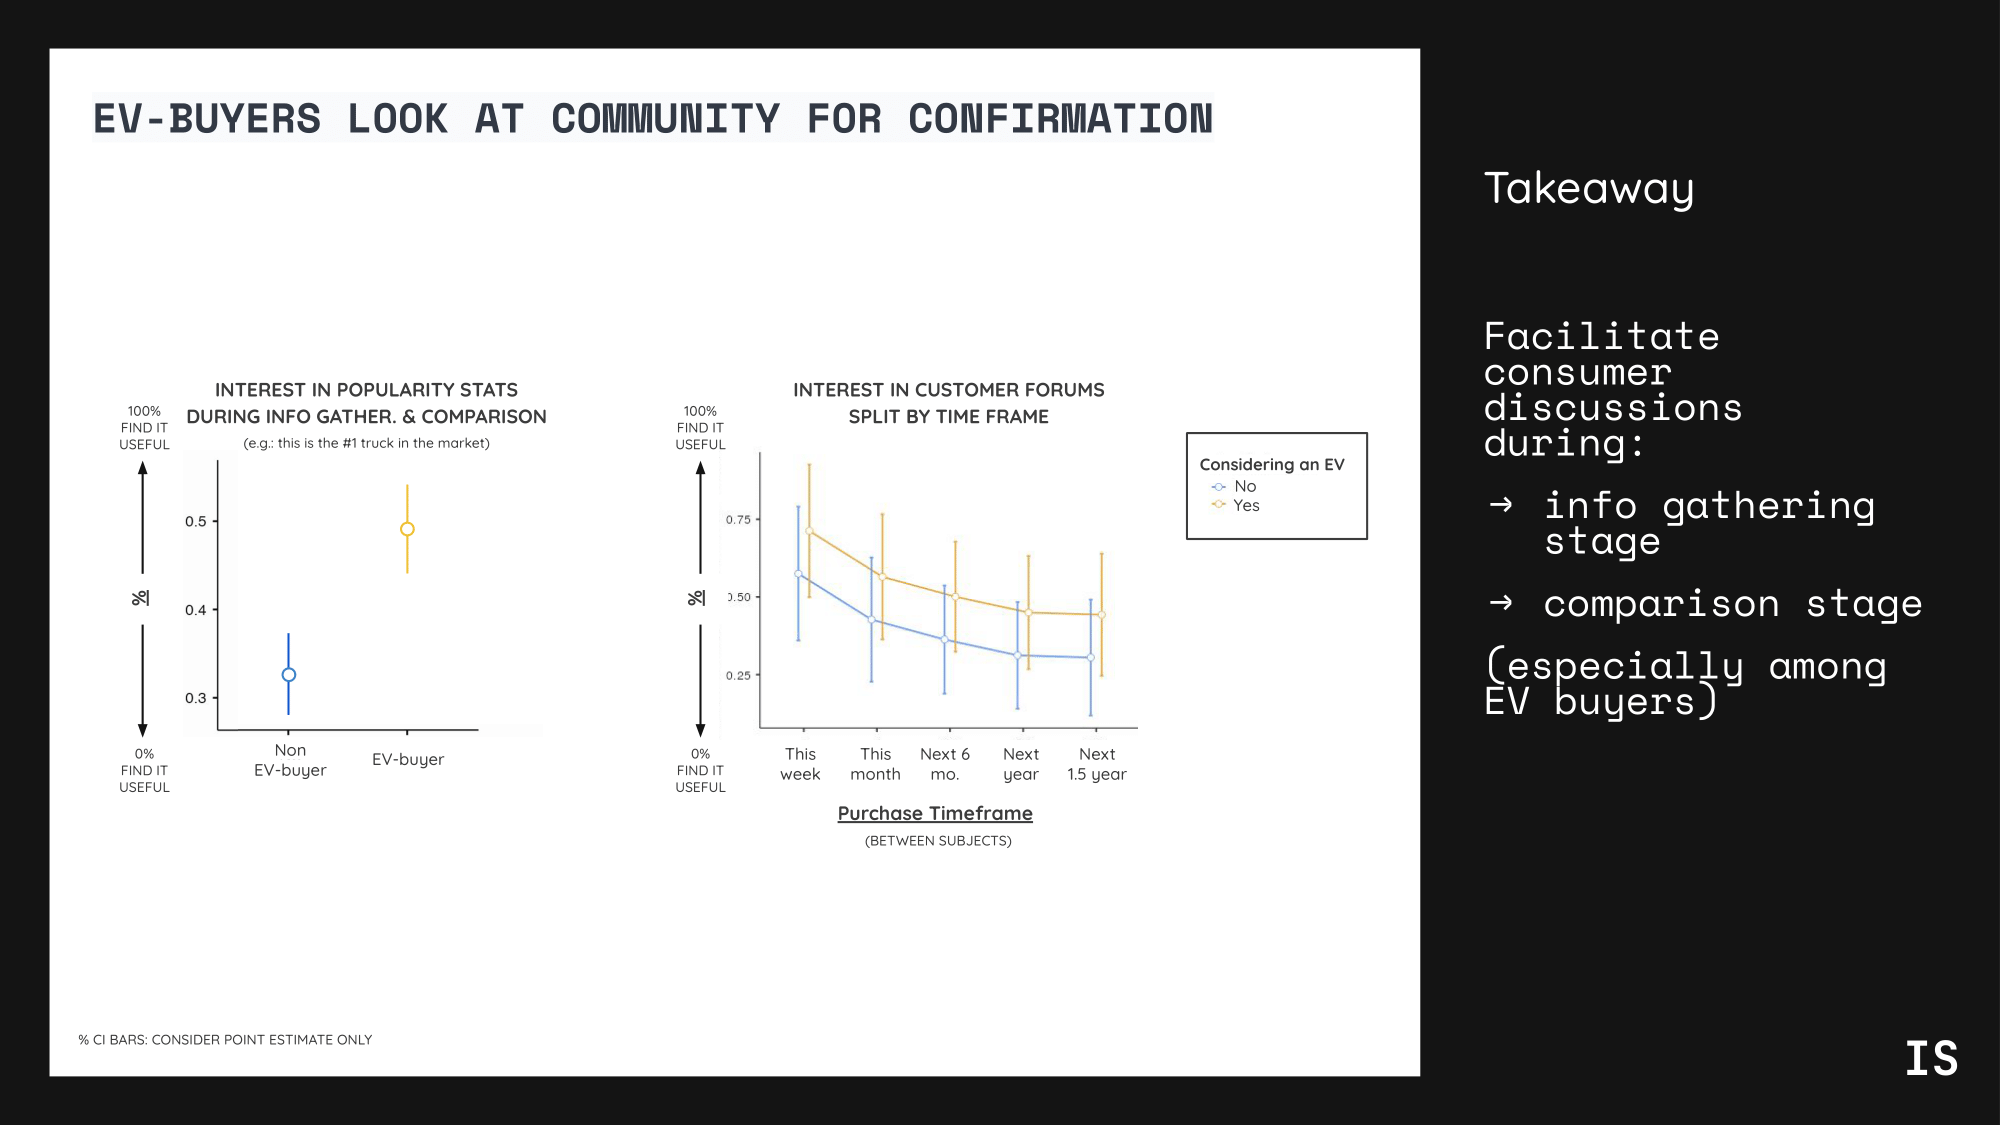 EV-BUYERS LOOK AT COMMUNITY FOR CONFIRMATION
INTEREST IN POPULARITY STATS
DURING INFO GATHER. & COMPARISON
(e.g.: this is the #1 truck in the market)
100%
FIND IT
USEFUL
%
0%
FIND IT
USEFUL
0.5
0.4
0.3
Non
EV-buyer
EV-buyer
INTEREST IN CUSTOMER FORUMS
SPLIT BY TIME FRAME
100%
FIND IT
USEFUL
%
0%
FIND IT
USEFUL
0.75
0.50
0.25
This
week
This
month
Next 6
mo.
Next
year
Next
1.5 year
Purchase Timeframe
(BETWEEN SUBJECTS)
Considering an EV
No
Yes
% CI BARS: CONSIDER POINT ESTIMATE ONLY
Takeaway
Facilitate
consumer
discussions
during:
→ info gathering
stage
→ comparison stage
(especially among
EV buyers)
IS